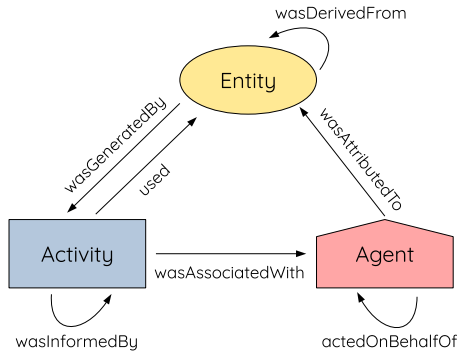 wasDerivedFrom
Entity
wasGeneratedBy
used
wasAttributedTo
Activity
wasAssociatedWith
Agent
wasInformedBy
actedOnBehalfOf